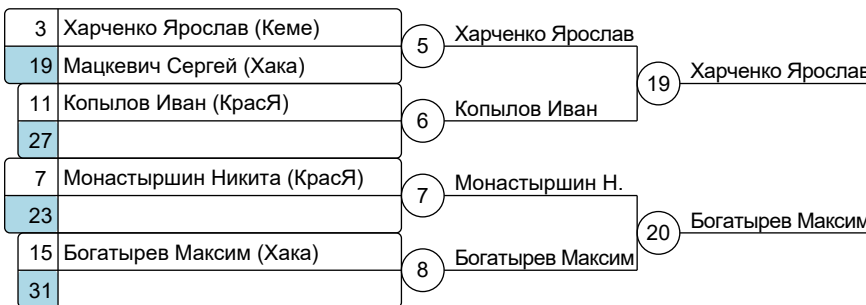 3 Харченко Ярослав (Кеме)
19 Мацкевич Сергей (Хака)
5 Харченко Ярослав
11 Копылов Иван (КрасЯ)
27
6 Копылов Иван
19 Харченко Ярослав
7 Монастыршин Никита (КрасЯ)
23
7 Монастыршин Н.
15 Богатырев Максим (Хака)
31
8 Богатырев Максим
20 Богатырев Максим